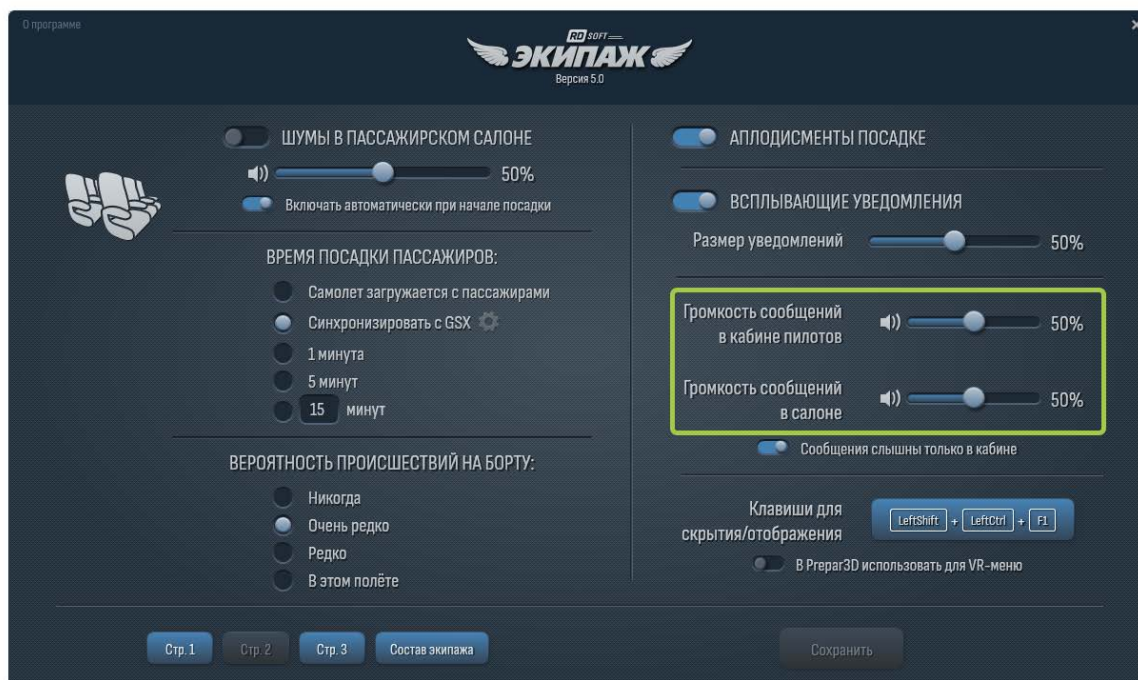 О программе
RD SOFT
ЭКИПАЖ
Версия 5.0
ШУМЫ В ПАССАЖИРСКОМ САЛОНЕ
50%
Включать автоматически при начале посадки
ВРЕМЯ ПОСАДКИ ПАССАЖИРОВ:
Самолет загружается с пассажирами
Синхронизировать с GSX
1 минута
5 минут
15 минут
ВЕРОЯТНОСТЬ ПРОИСШЕСТВИЙ НА БОРТУ:
Никогда
Очень редко
Редко
В этом полёте
АПЛОДИСМЕНТЫ ПОСАДКЕ
ВСПЛЫВАЮЩИЕ УВЕДОМЛЕНИЯ
Размер уведомлений 50%
Громкость сообщений
в кабине пилотов
50%
Громкость сообщений
в салоне
50%
Сообщения слышны только в кабине
Клавиши для
скрытия/отображения
LeftShift + LeftCtrl + F1
В Prepar3D использовать для VR-меню
Стр. 1 Стр. 2 Стр. 3 Состав экипажа Сохранить